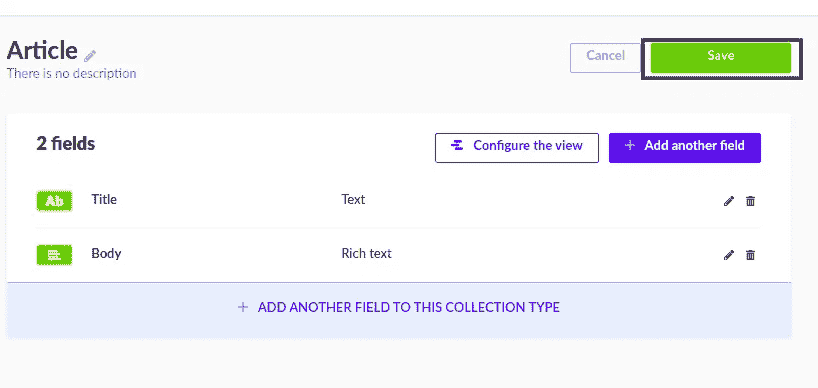 Article
There is no description
Cancel
Save
2 fields
Configure the view
+ Add another field
Ab Title Text
Body Rich text
+ ADD ANOTHER FIELD TO THIS COLLECTION TYPE